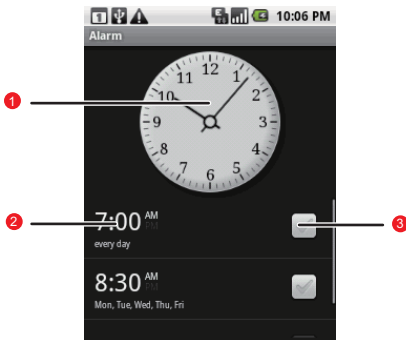 1 10:06 PM
Alarm
12
11 1
10 2
9 3
8 4
7 5
6
1
2 7:00 AM PM 3
every day
8:30 AM PM
Mon, Tue, Wed, Thu, Fri